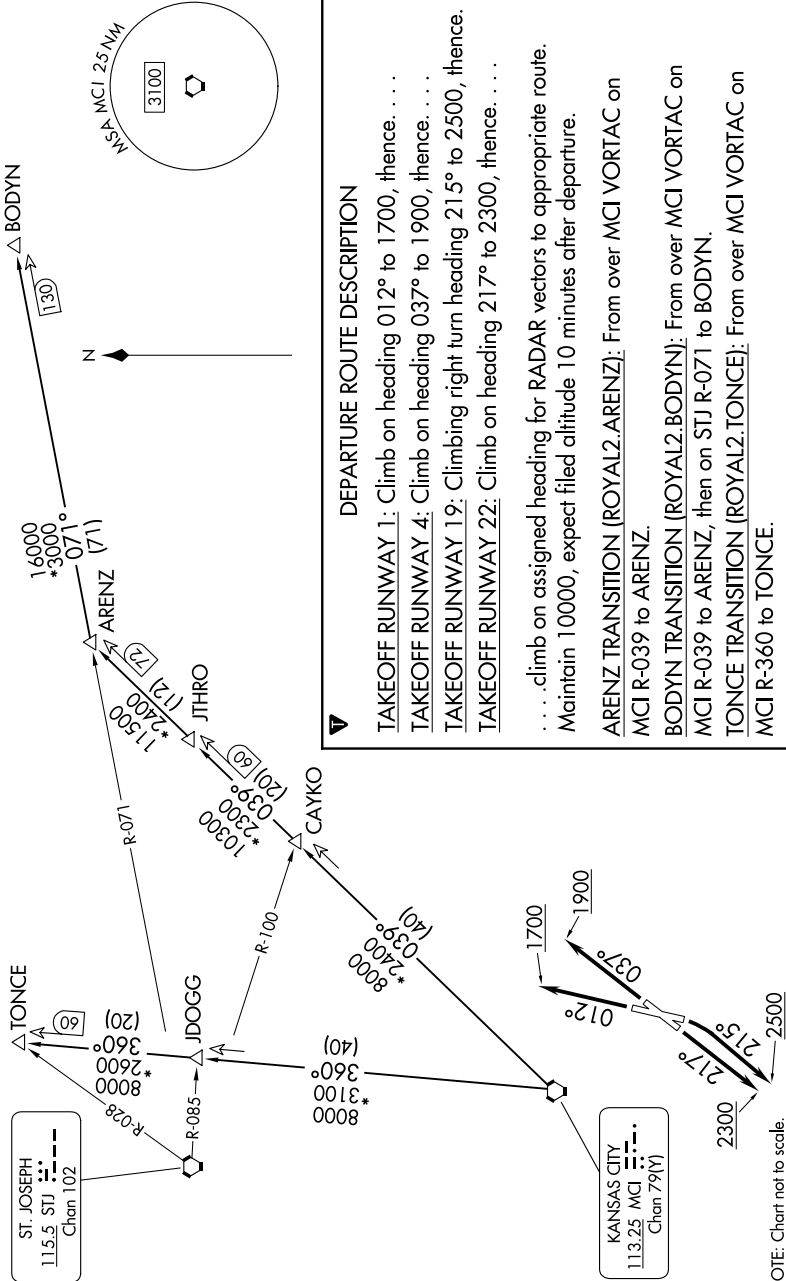 ST. JOSEPH
115.5 STJ
Chan 102
TONCE
60
8000
*2600
360°
(20)
R-028
R-085
JDOGG
8000
*3100
360°
(40)
R-071
R-100
BODYN
130
16000
*3000
071°
(71)
ARENZ
72
11500
*2400
(12)
JTHRO
60
10300
*2300
039°
(20)
CAYKO
8000
*2400
039°
(40)
N
MSA MCI 25 NM
3100
KANSAS CITY
113.25 MCI
Chan 79(Y)
1700
1900
012°
037°
217°
215°
2300
2500
OTE: Chart not to scale.
T
DEPARTURE ROUTE DESCRIPTION
TAKEOFF RUNWAY 1: Climb on heading 012° to 1700, thence. . . .
TAKEOFF RUNWAY 4: Climb on heading 037° to 1900, thence. . . .
TAKEOFF RUNWAY 19: Climbing right turn heading 215° to 2500, thence.
TAKEOFF RUNWAY 22: Climb on heading 217° to 2300, thence. . . .
. . . .climb on assigned heading for RADAR vectors to appropriate route.
Maintain 10000, expect filed altitude 10 minutes after departure.
ARENZ TRANSITION (ROYAL2.ARENZ): From over MCI VORTAC on
MCI R-039 to ARENZ.
BODYN TRANSITION (ROYAL2.BODYN): From over MCI VORTAC on
MCI R-039 to ARENZ, then on STJ R-071 to BODYN.
TONCE TRANSITION (ROYAL2.TONCE): From over MCI VORTAC on
MCI R-360 to TONCE.